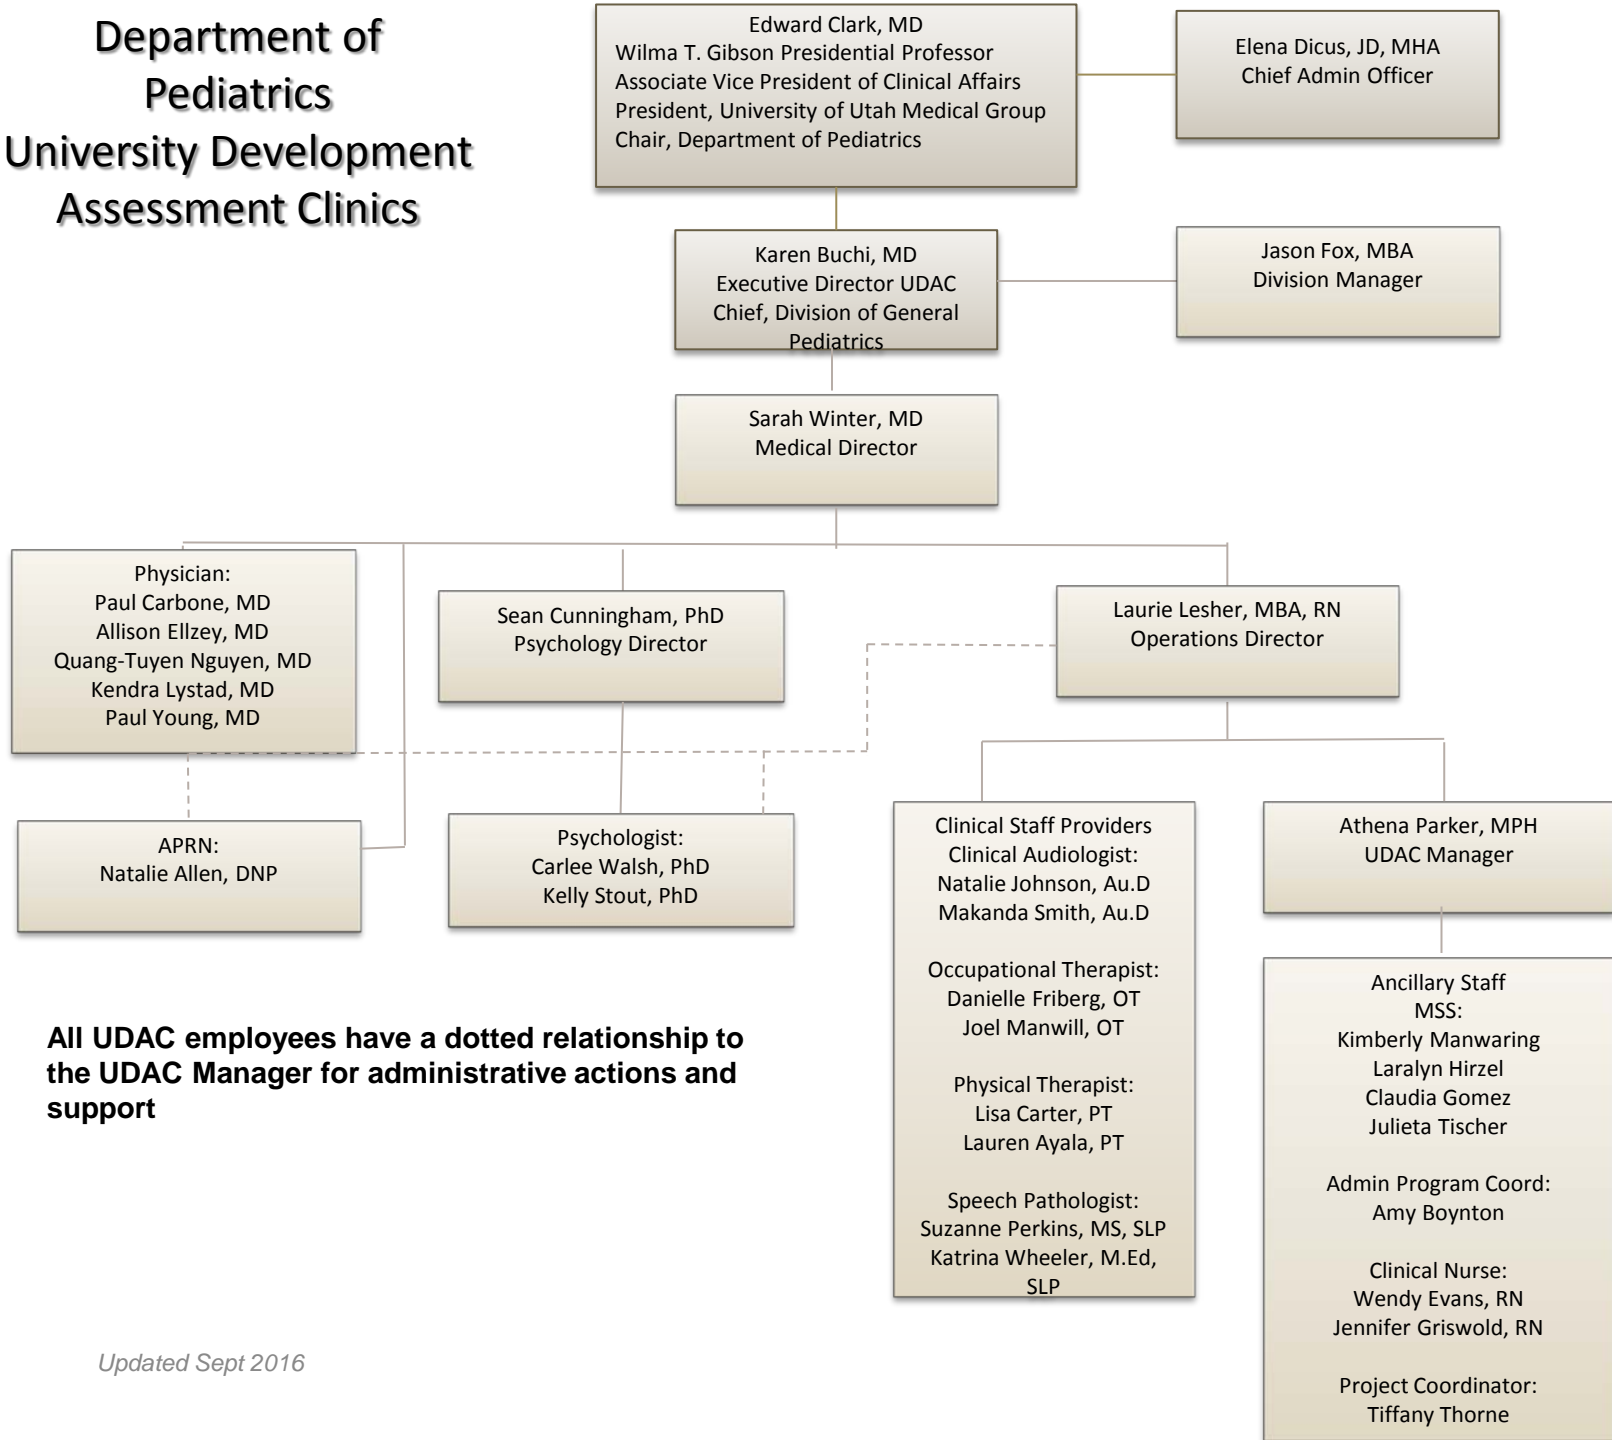 Department of
Pediatrics
University Development
Assessment Clinics
Edward Clark, MD
Wilma T. Gibson Presidential Professor
Associate Vice President of Clinical Affairs
President, University of Utah Medical Group
Chair, Department of Pediatrics
Elena Dicus, JD, MHA
Chief Admin Officer
Karen Buchi, MD
Executive Director UDAC
Chief, Division of General
Pediatrics
Jason Fox, MBA
Division Manager
Sarah Winter, MD
Medical Director
Physician:
Paul Carbone, MD
Allison Ellzey, MD
Quang-Tuyen Nguyen, MD
Kendra Lystad, MD
Paul Young, MD
Sean Cunningham, PhD
Psychology Director
Laurie Lesher, MBA, RN
Operations Director
APRN:
Natalie Allen, DNP
Psychologist:
Carlee Walsh, PhD
Kelly Stout, PhD
Clinical Staff Providers
Clinical Audiologist:
Natalie Johnson, Au.D
Makanda Smith, Au.D
Occupational Therapist:
Danielle Friberg, OT
Joel Manwill, OT
Physical Therapist:
Lisa Carter, PT
Lauren Ayala, PT
Speech Pathologist:
Suzanne Perkins, MS, SLP
Katrina Wheeler, M.Ed,
SLP
Athena Parker, MPH
UDAC Manager
Ancillary Staff
MSS:
Kimberly Manwaring
Laralyn Hirzel
Claudia Gomez
Julieta Tischer
Admin Program Coord:
Amy Boynton
Clinical Nurse:
Wendy Evans, RN
Jennifer Griswold, RN
Project Coordinator:
Tiffany Thorne
All UDAC employees have a dotted relationship to
the UDAC Manager for administrative actions and
support
Updated Sept 2016